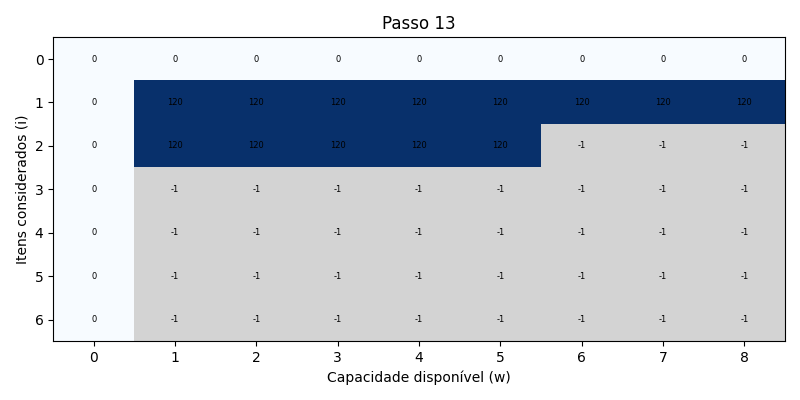 Passo 13
Itens considerados (i)
0 0 0 0 0 0 0 0 0 0
1 0 120 120 120 120 120 120 120 120
2 0 120 120 120 120 120 -1 -1 -1
3 0 -1 -1 -1 -1 -1 -1 -1 -1
4 0 -1 -1 -1 -1 -1 -1 -1 -1
5 0 -1 -1 -1 -1 -1 -1 -1 -1
6 0 -1 -1 -1 -1 -1 -1 -1 -1
0 1 2 3 4 5 6 7 8
Capacidade disponível (w)